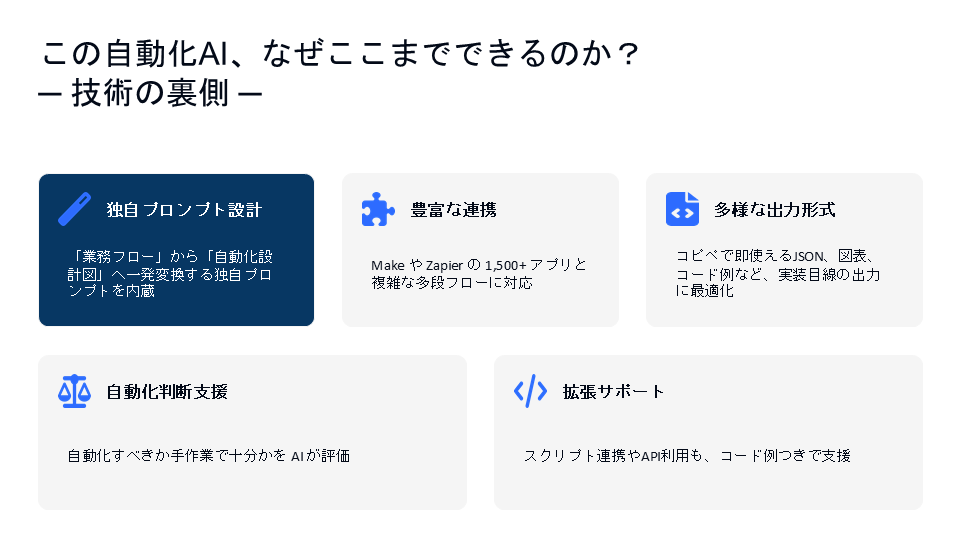 この自動化AI、なぜここまでできるのか？
― 技術の裏側 ―
独自プロンプト設計
「業務フロー」から「自動化設
計図」へ一発変換する独自プロ
ンプトを内蔵
豊富な連携
Make や Zapier の 1,500+ アプリと
複雑な多段フローに対応
多様な出力形式
コピペで即使えるJSON、図表、
コード例など、実装目線の出力
に最適化
自動化判断支援
自動化すべきか手作業で十分かを AI が評価
拡張サポート
スクリプト連携やAPI利用も、コード例つきで支援